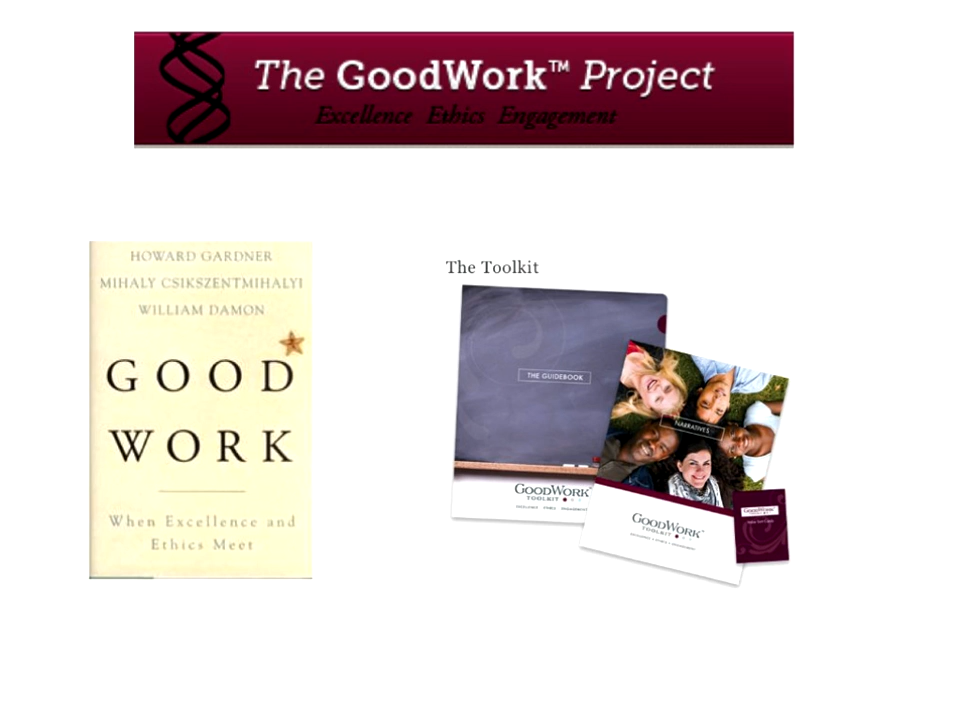 The GoodWork™ Project
Excellence Ethics Engagement
HOWARD GARDNER
MIHALY CSIKSZENTMIHALYI
WILLIAM DAMON
GOOD
WORK
When Excellence and
Ethics Meet
The Toolkit
THE GUIDEBOOK
GOODWORK
TOOLKIT
NARRATIVES
GOODWORK
TOOLKIT
GOODWORK